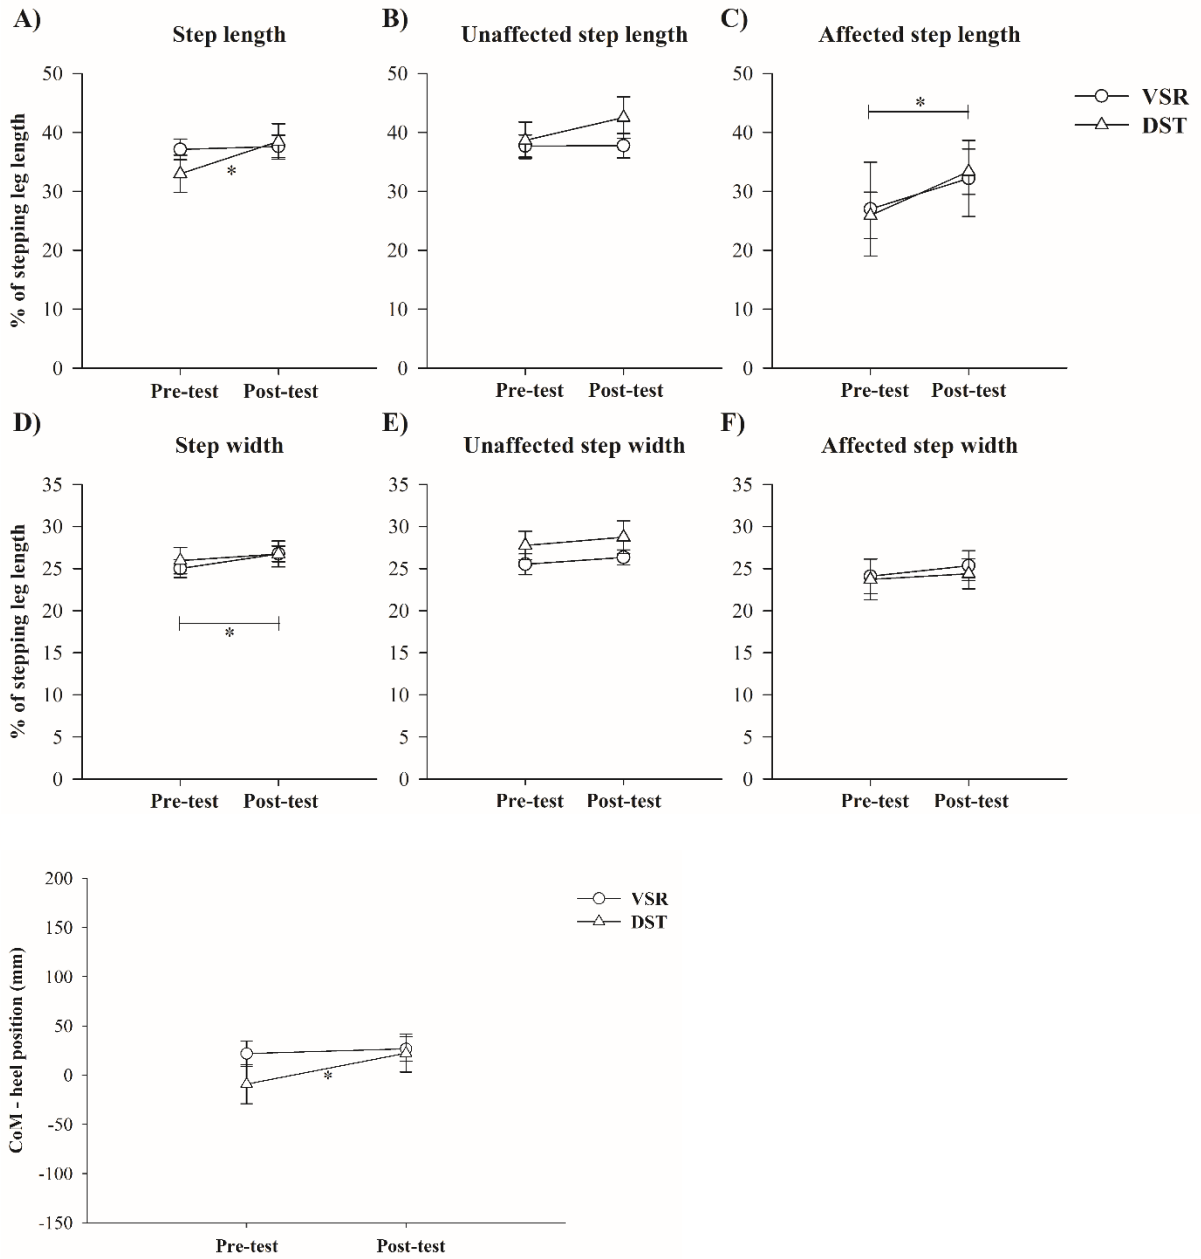 A)
Step length
B)
Unaffected step length
C)
Affected step length
VSR
DST
% of stepping leg length
50
40
30
20
10
0
*
Pre-test Post-test
50
40
30
20
10
0
Pre-test Post-test
50
40
30
20
10
0
*
Pre-test Post-test
D)
Step width
E)
Unaffected step width
F)
Affected step width
% of stepping leg length
35
30
25
20
15
10
5
0
*
Pre-test Post-test
35
30
25
20
15
10
5
0
Pre-test Post-test
35
30
25
20
15
10
5
0
Pre-test Post-test
CoM - heel position (mm)
200
150
100
50
0
-50
-100
-150
*
VSR
DST
Pre-test Post-test